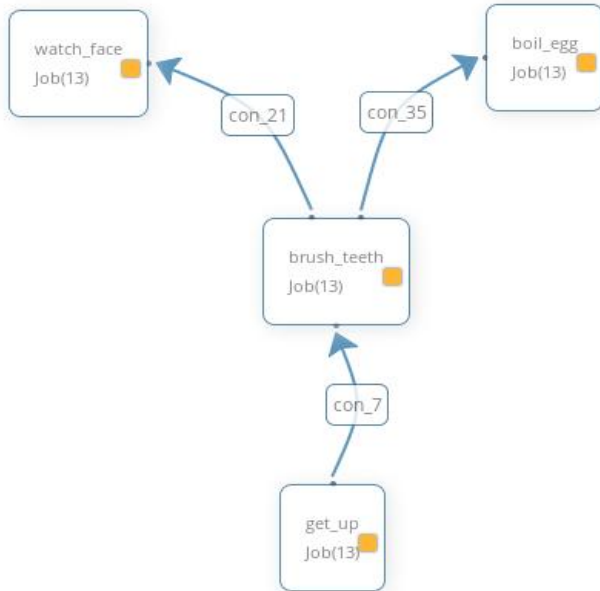 watch_face
Job(13)
boil_egg
Job(13)
con_21
con_35
brush_teeth
Job(13)
con_7
get_up
Job(13)